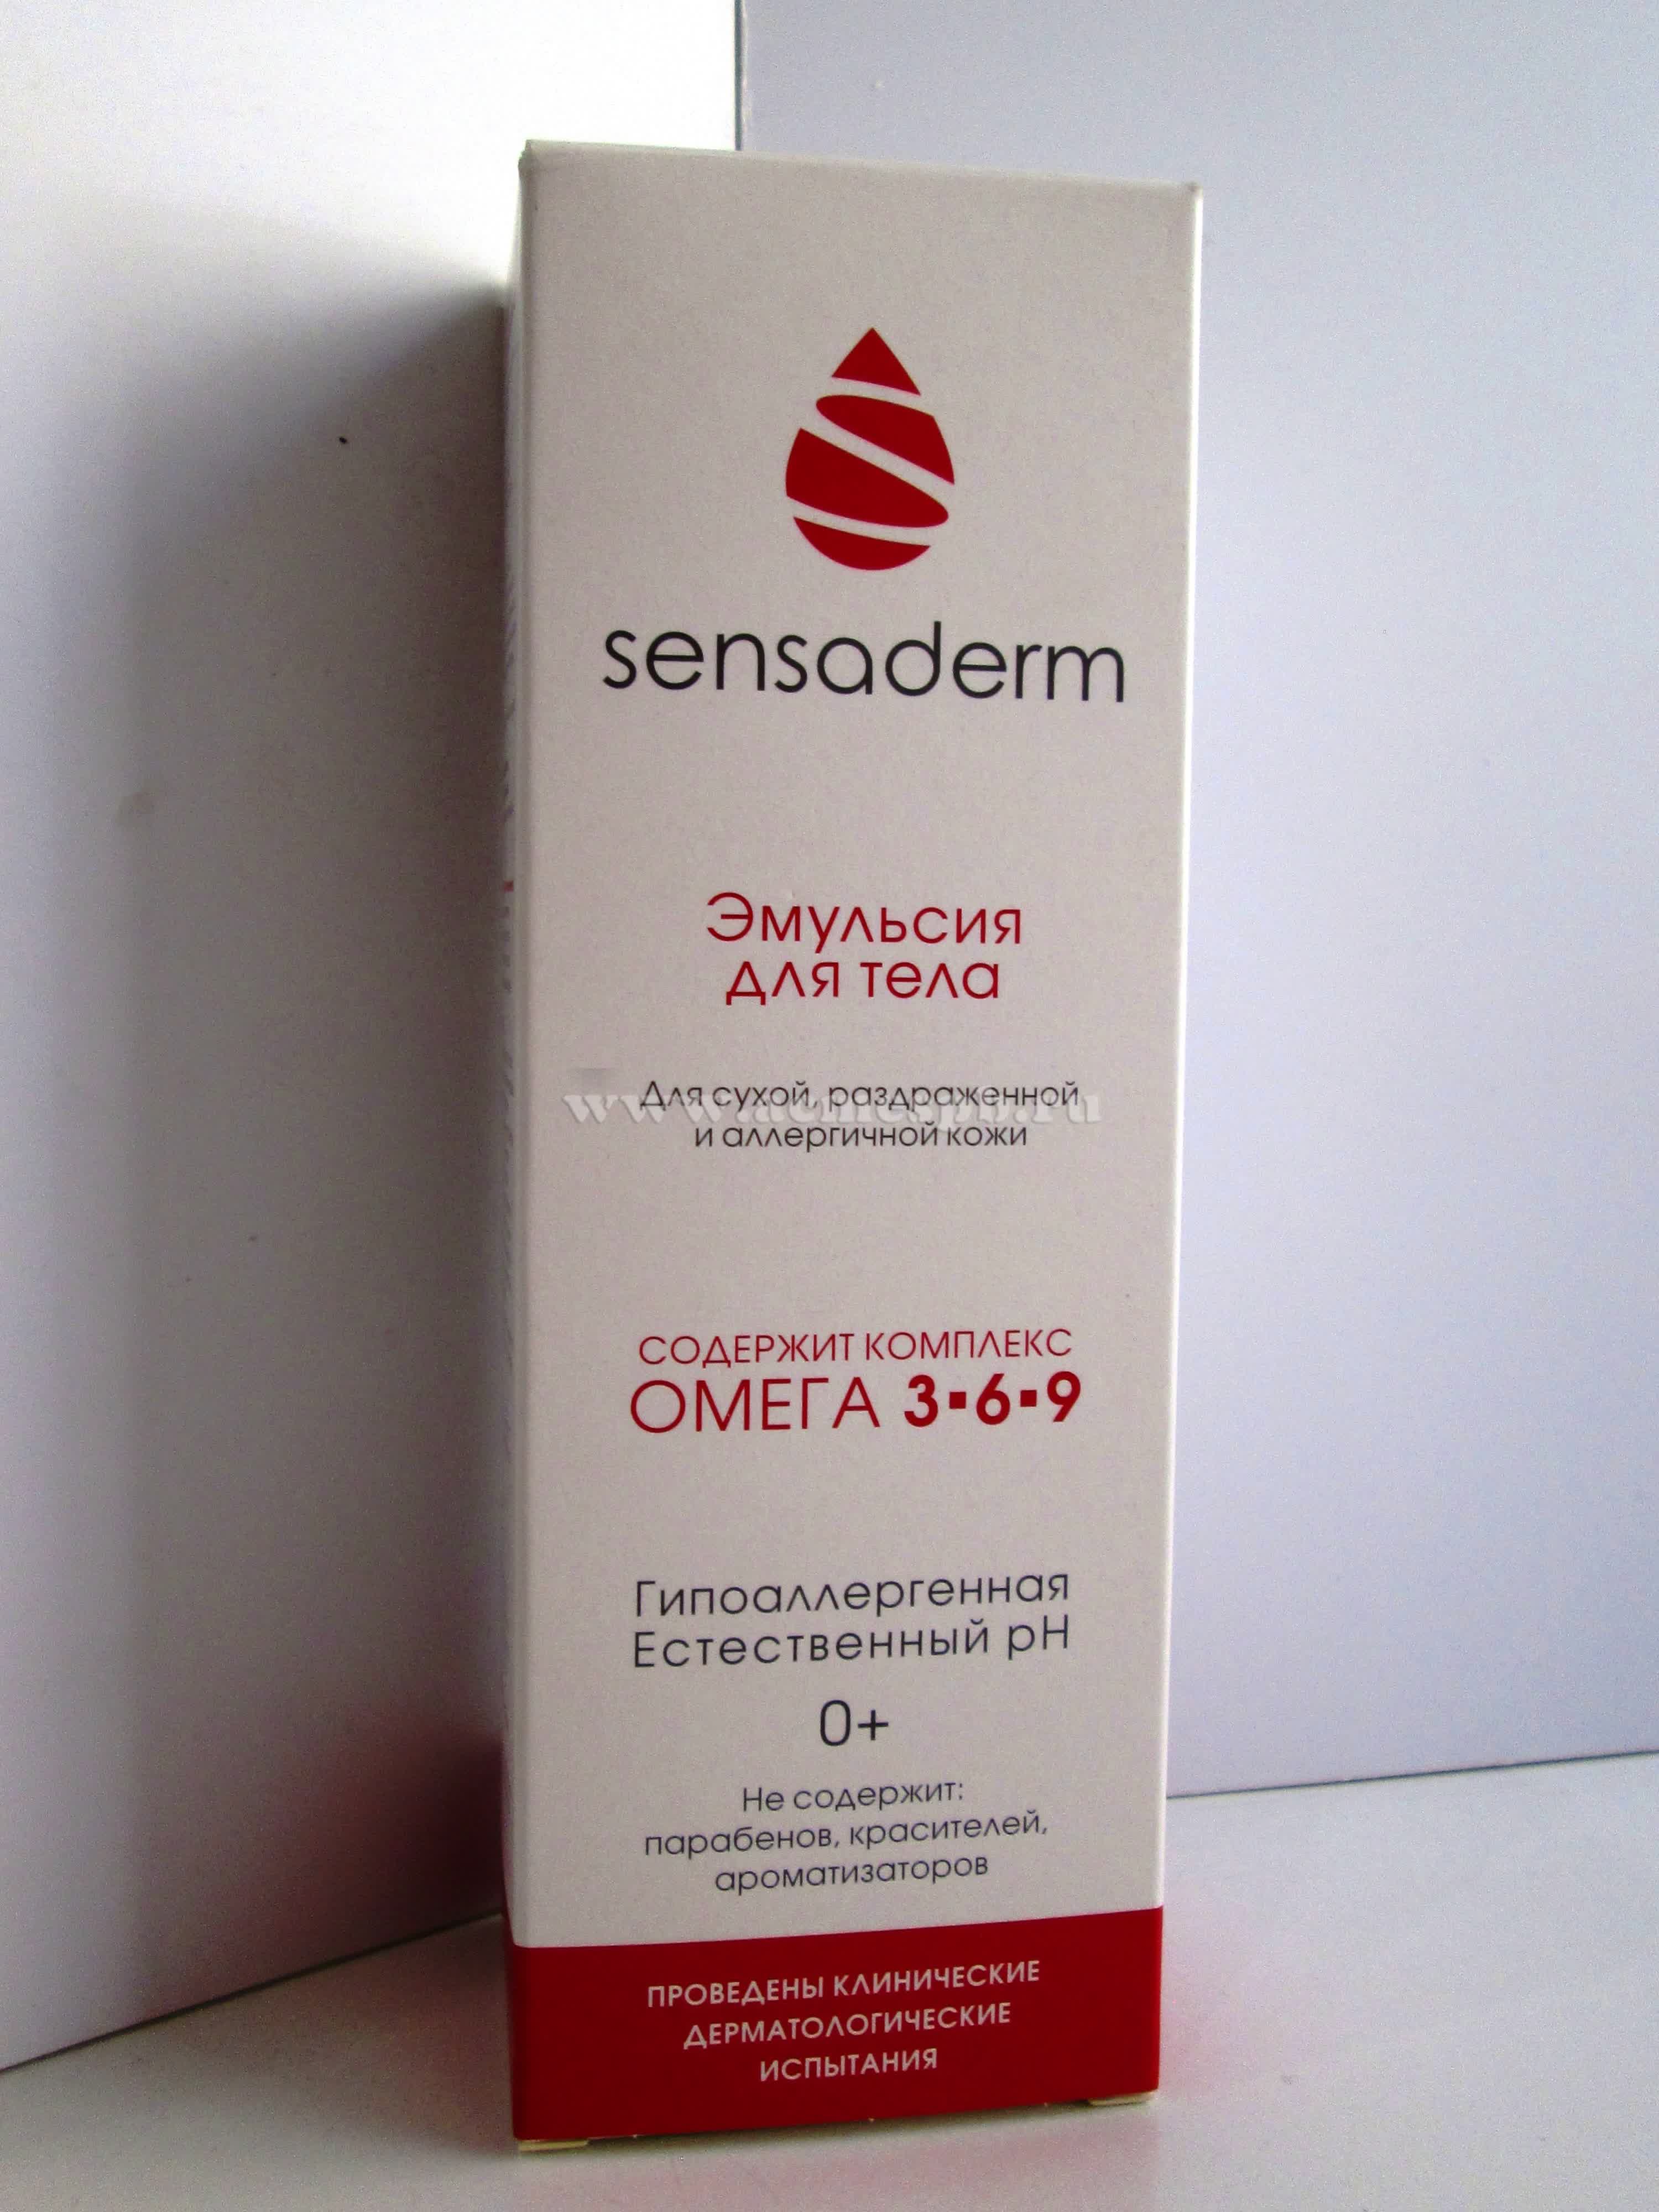 sensaderm
Эмульсия
для тела
Для сухой, раздраженной
и аллергичной кожи
СОДЕРЖИТ КОМПЛЕКС
ОМЕГА 3▪6▪9
Гипоаллергенная
Естественный pH
0+
Не содержит:
парабенов, красителей,
ароматизаторов
ПРОВЕДЕНЫ КЛИНИЧЕСКИЕ
ДЕРМАТОЛОГИЧЕСКИЕ
ИСПЫТАНИЯ